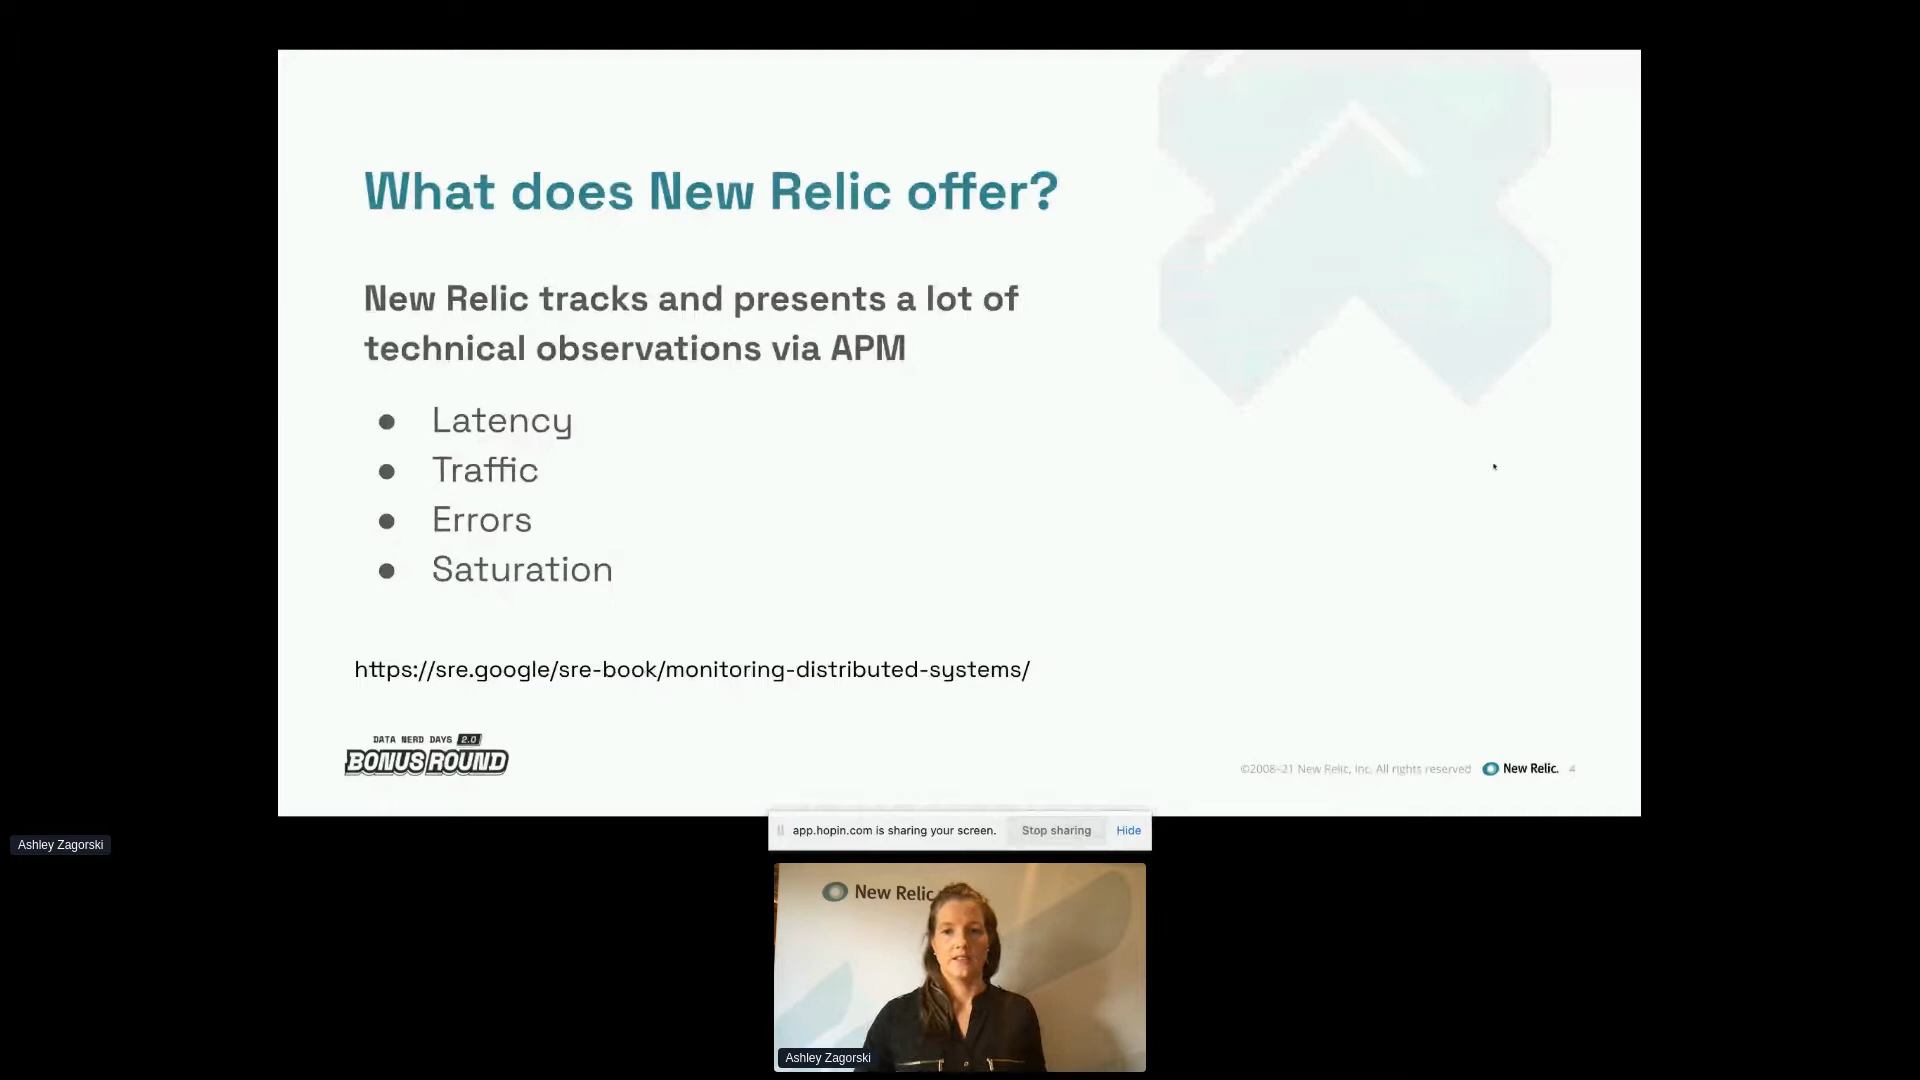 What does New Relic offer?
New Relic tracks and presents a lot of
technical observations via APM
● Latency
● Traffic
● Errors
● Saturation
https://sre.google/sre-book/monitoring-distributed-systems/
DATA NERD DAYS 2.0
BONUS ROUND
©2008–21 New Relic, Inc. All rights reserved
New Relic.
4
app.hopin.com is sharing your screen.
Stop sharing
Hide
Ashley Zagorski
New Relic
Ashley Zagorski